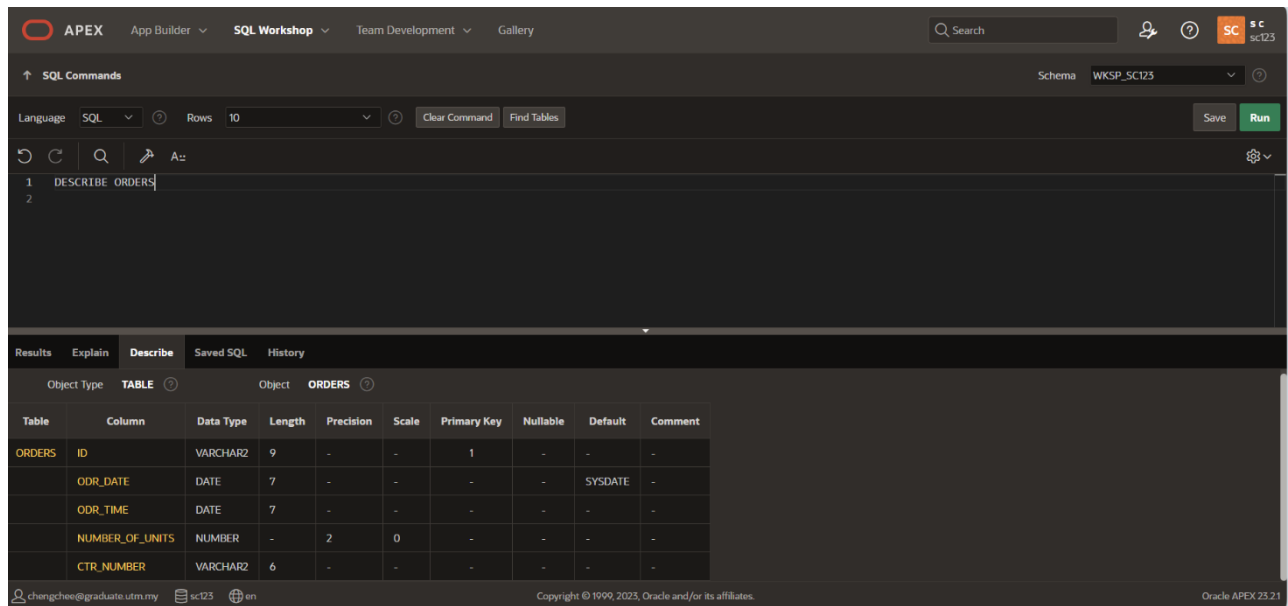 APEX App Builder SQL Workshop Team Development Gallery Search SC s c
sc123
SQL Commands Schema WKSP_SC123
Language SQL Rows 10 Clear Command Find Tables Save Run
A::
1 DESCRIBE ORDERS
2
Results Explain Describe Saved SQL History
Object Type TABLE Object ORDERS
Table Column Data Type Length Precision Scale Primary Key Nullable Default Comment
ORDERS ID VARCHAR2 9 - - 1 - - -
ODR_DATE DATE 7 - - - - SYSDATE -
ODR_TIME DATE 7 - - - - - -
NUMBER_OF_UNITS NUMBER - 2 0 - - - -
CTR_NUMBER VARCHAR2 6 - - - - - -
chengchee@graduate.utm.my sc123 en Copyright © 1999, 2023, Oracle and/or its affiliates. Oracle APEX 23.2.1